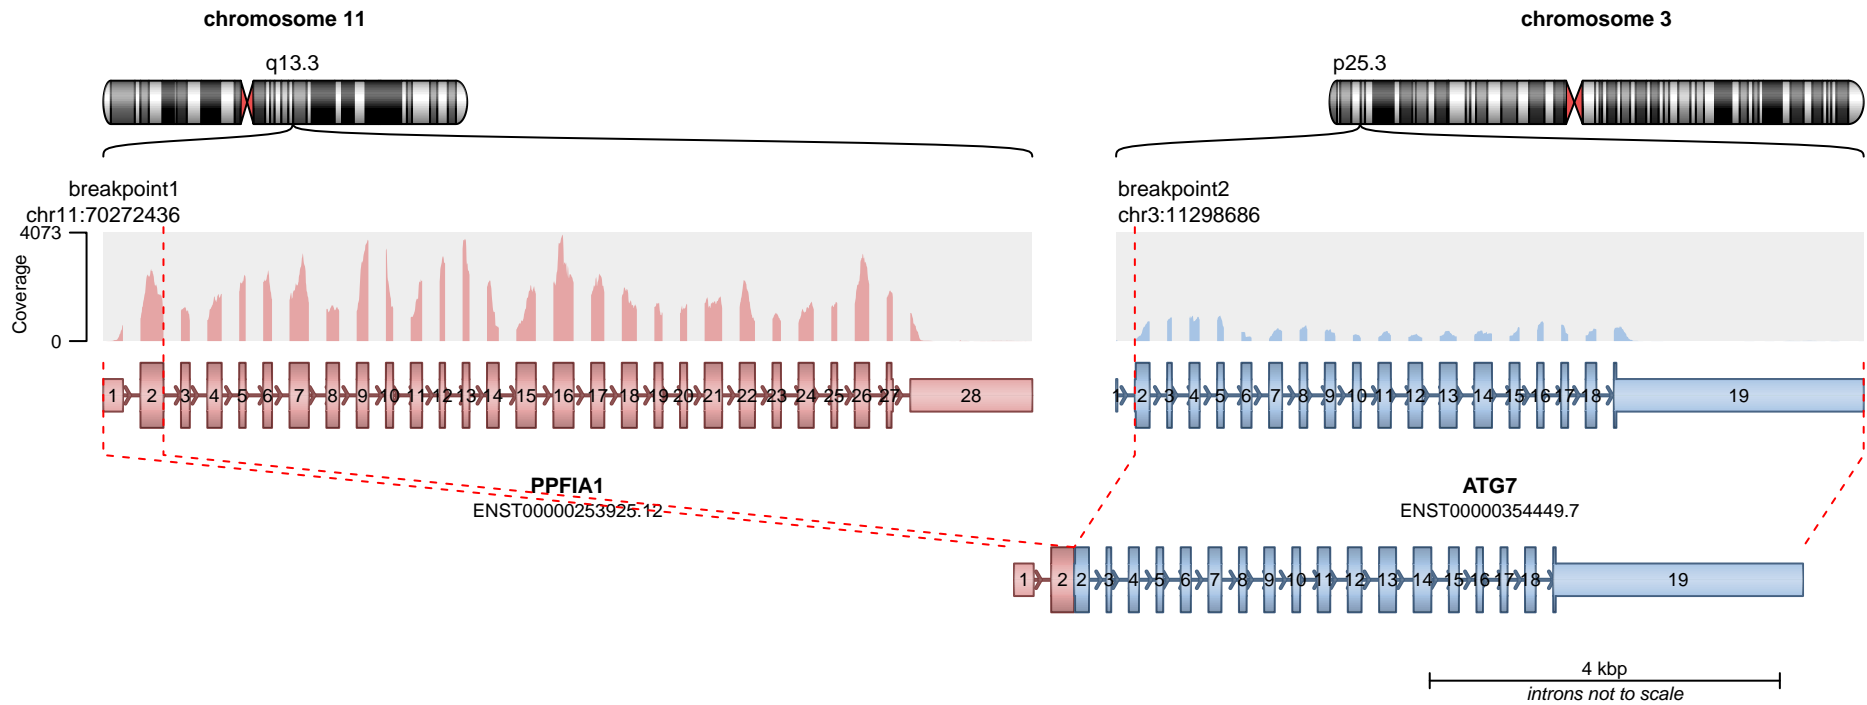 chromosome 11
chromosome 3
q13.3
p25.3
breakpoint1
chr11:70272436
breakpoint2
chr3:11298686
4073
Coverage
0
1 2 3 4 5 6 7 8 9 10 11 12 13 14 15 16 17 18 19 20 21 22 23 24 25 26 27 28
1 2 3 4 5 6 7 8 9 10 11 12 13 14 15 16 17 18 19
PPFIA1
ENST00000253925.12
ATG7
ENST00000354449.7
1 2 2 3 4 5 6 7 8 9 10 11 12 13 14 15 16 17 18 19
4 kbp
introns not to scale